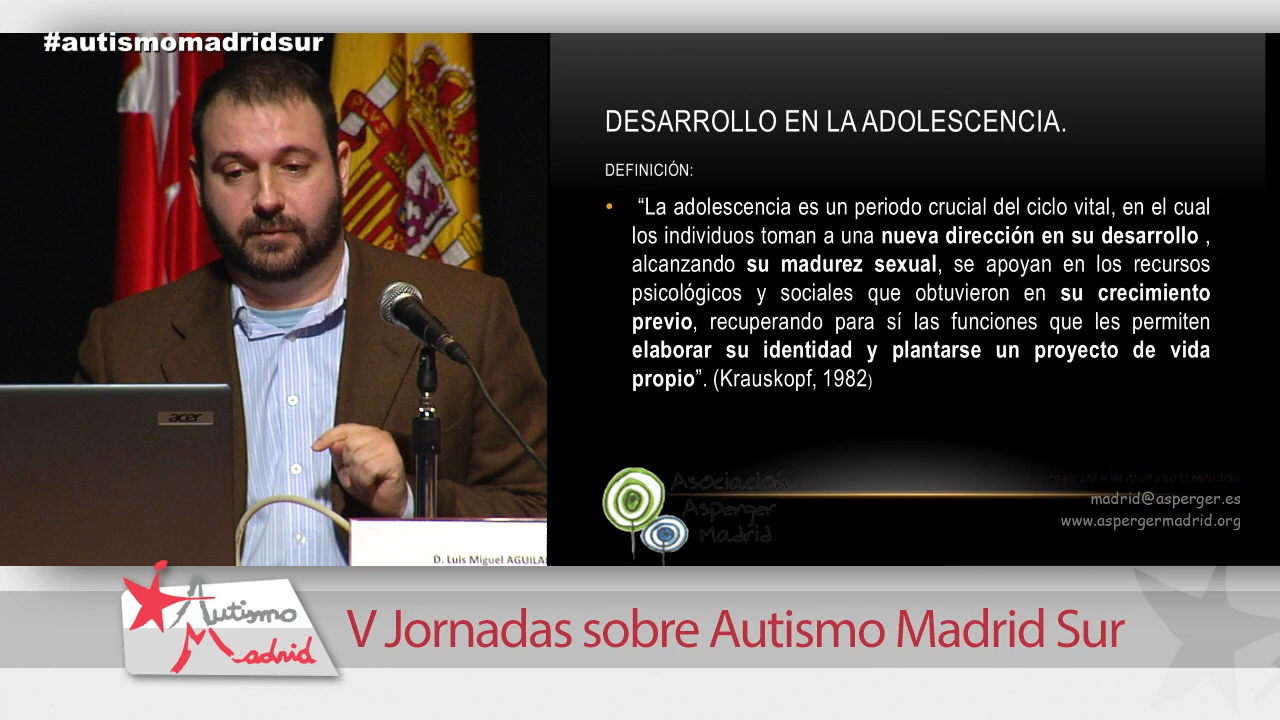 #autismomadridsur
PLUS
acer
D. Luis Miguel AGUILA
DESARROLLO EN LA ADOLESCENCIA.
DEFINICIÓN:
• “La adolescencia es un periodo crucial del ciclo vital, en el cual
los individuos toman a una nueva dirección en su desarrollo ,
alcanzando su madurez sexual, se apoyan en los recursos
psicológicos y sociales que obtuvieron en su crecimiento
previo, recuperando para sí las funciones que les permiten
elaborar su identidad y plantarse un proyecto de vida
propio”. (Krauskopf, 1982)
Asociación
Asperger
Madrid
madrid@asperger.es
www.aspergermadrid.org
Autismo
Madrid
V Jornadas sobre Autismo Madrid Sur